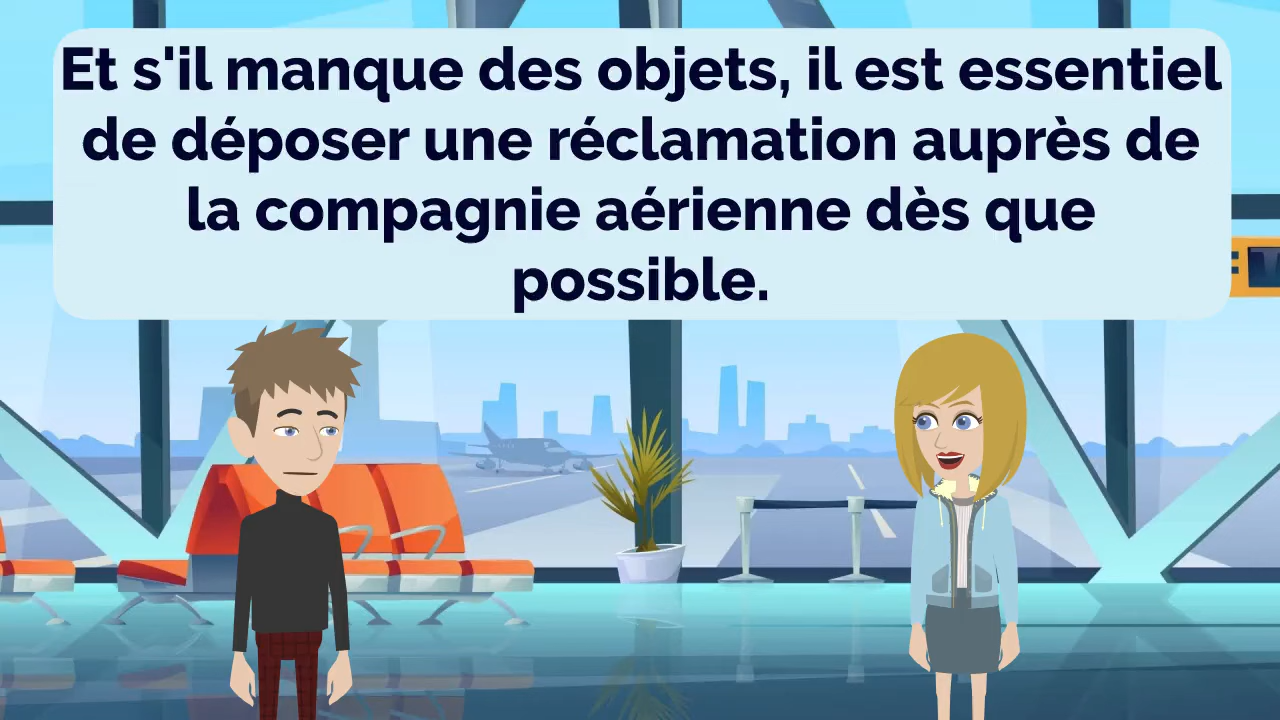 Et s'il manque des objets, il est essentiel
de déposer une réclamation auprès de
la compagnie aérienne dès que
possible.